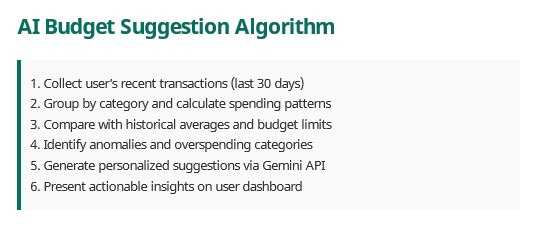 AI Budget Suggestion Algorithm
1. Collect user's recent transactions (last 30 days)
2. Group by category and calculate spending patterns
3. Compare with historical averages and budget limits
4. Identify anomalies and overspending categories
5. Generate personalized suggestions via Gemini API
6. Present actionable insights on user dashboard